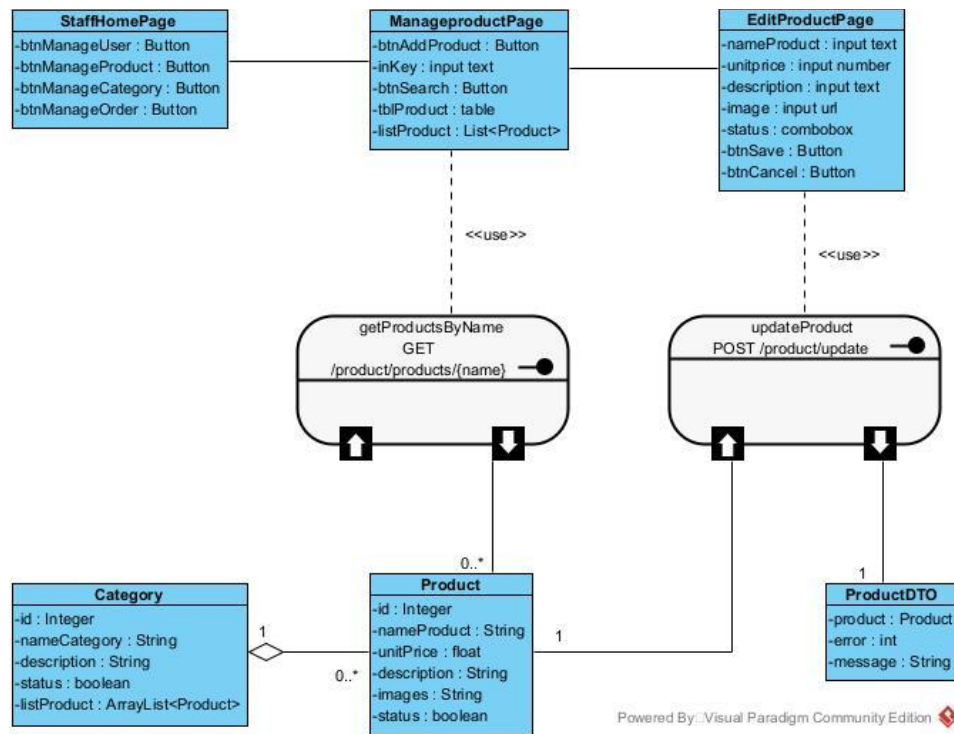 StaffHomePage
-btnManageUser : Button
-btnManageProduct : Button
-btnManageCategory : Button
-btnManageOrder : Button
ManageproductPage
-btnAddProduct : Button
-inKey : input text
-btnSearch : Button
-tblProduct : table
-listProduct : List<Product>
EditProductPage
-nameProduct : input text
-unitprice : input number
-description : input text
-image : input url
-status : combobox
-btnSave : Button
-btnCancel : Button
<<use>>
<<use>>
getProductsByName
GET
/product/products/{name}
updateProduct
POST /product/update
0..*
1
1
Category
-id : Integer
-nameCategory : String
-description : String
-status : boolean
-listProduct : ArrayList<Product>
1
0..*
Product
-id : Integer
-nameProduct : String
-unitPrice : float
-description : String
-images : String
-status : boolean
ProductDTO
-product : Product
-error : int
-message : String
Powered By Visual Paradigm Community Edition